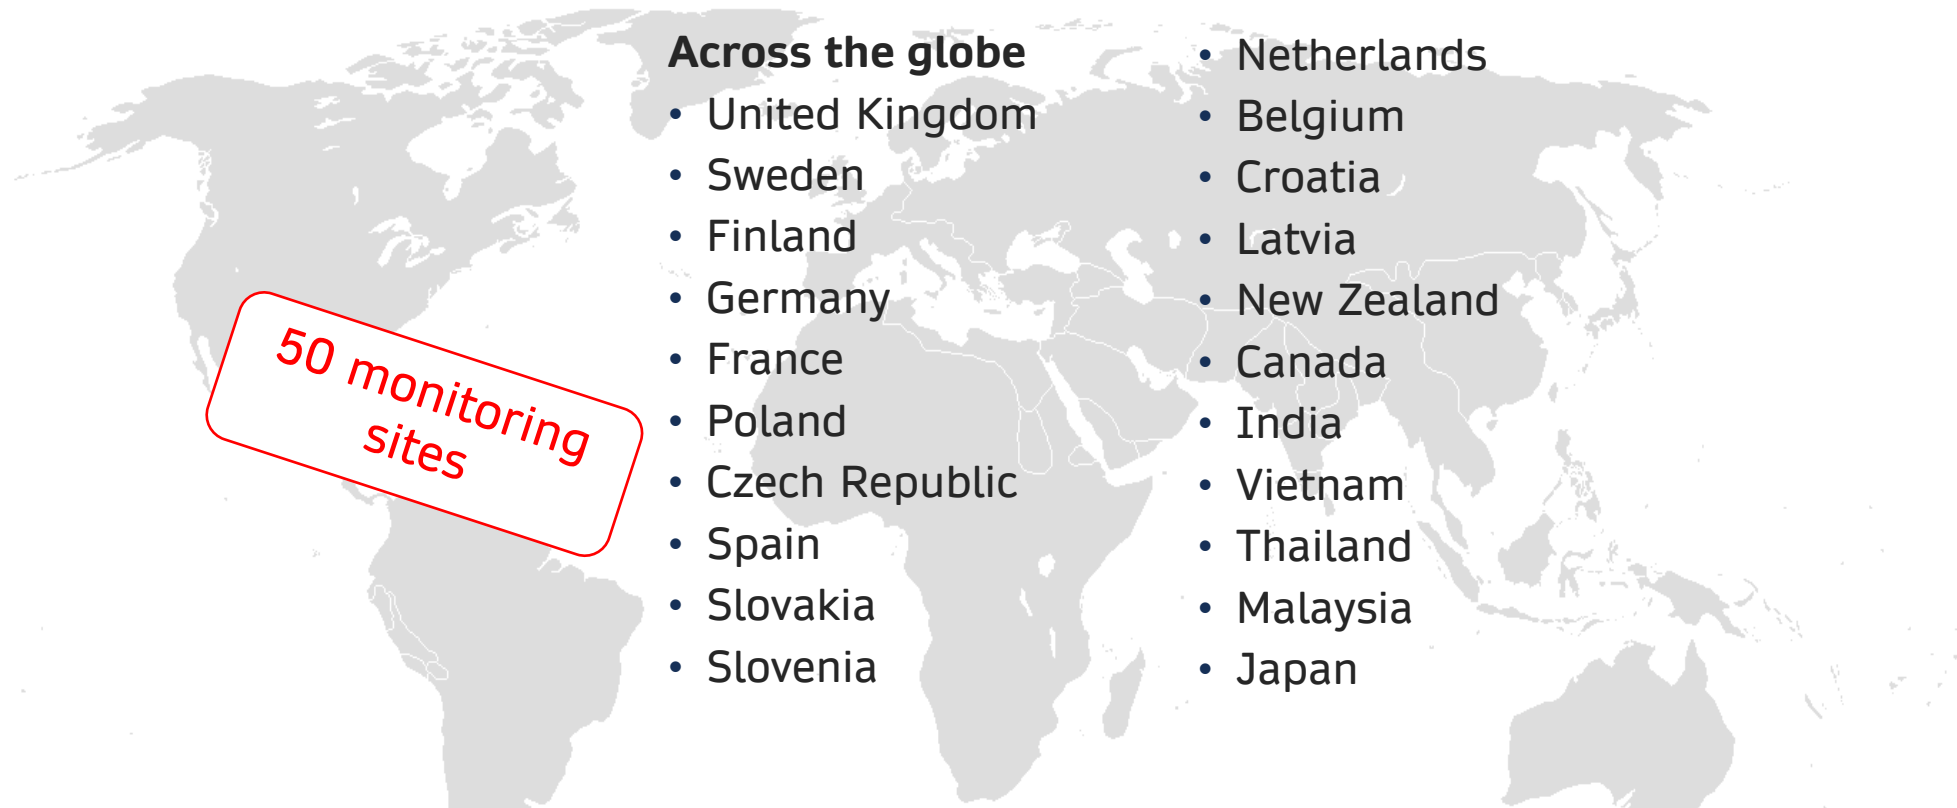 Across the globe
• United Kingdom
• Sweden
• Finland
• Germany
• France
• Poland
• Czech Republic
• Spain
• Slovakia
• Slovenia
• Netherlands
• Belgium
• Croatia
• Latvia
• New Zealand
• Canada
• India
• Vietnam
• Thailand
• Malaysia
• Japan
50 monitoring
sites